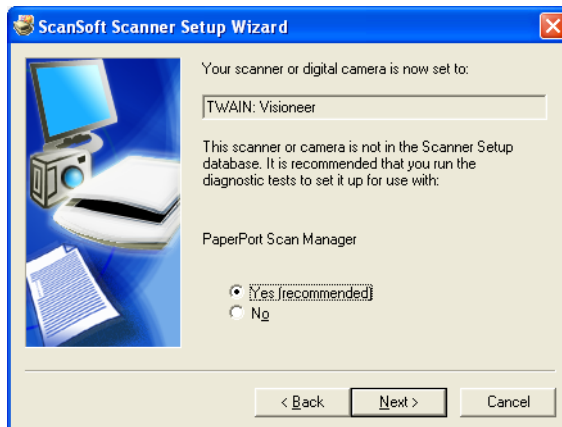 ScanSoft Scanner Setup Wizard
Your scanner or digital camera is now set to:
TWAIN: Visioneer
This scanner or camera is not in the Scanner Setup
database. It is recommended that you run the
diagnostic tests to set it up for use with:
PaperPort Scan Manager
Yes (recommended)
No
< Back
Next >
Cancel